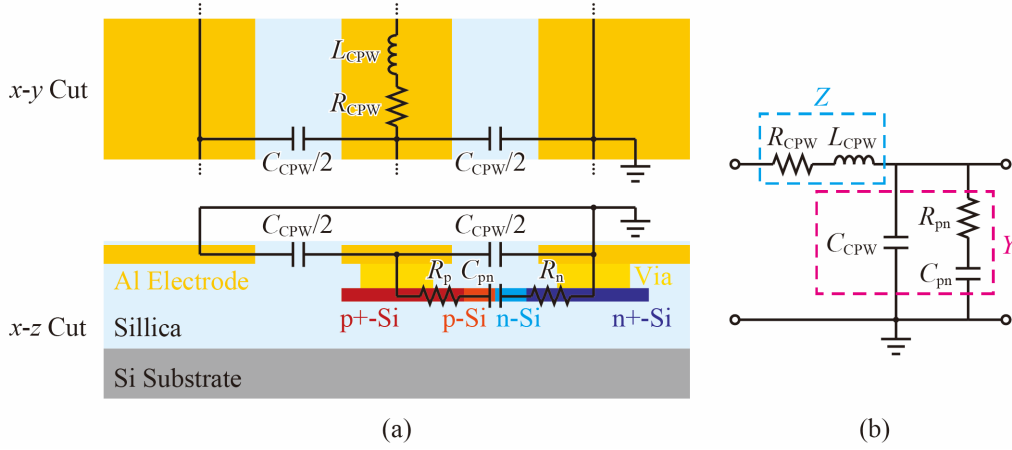 x-y Cut
L_CPW
R_CPW
C_CPW/2
C_CPW/2
C_CPW/2
C_CPW/2
Al Electrode
R_p
C_pn
R_n
Via
x-z Cut
Sillica
p+-Si
p-Si
n-Si
n+-Si
Si Substrate
(a)
Z
R_CPW
L_CPW
C_CPW
R_pn
C_pn
Y
(b)